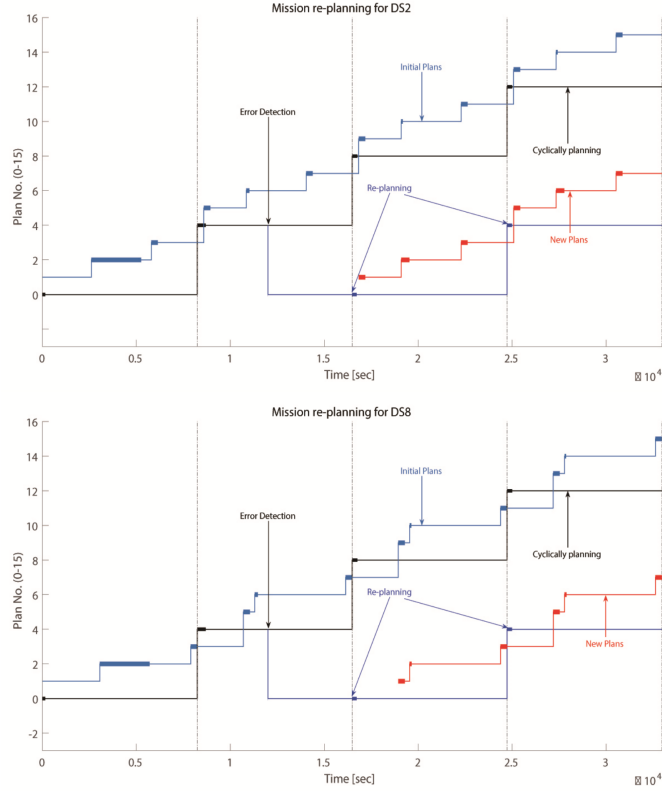 Mission re-planning for DS2
16
14
12
10
8
6
4
2
0
Plan No. (0-15)
Initial Plans
Error Detection
Cyclically planning
Re-planning
New Plans
0
0.5
1
1.5
2
2.5
3
Time [sec]
10^4
Mission re-planning for DS8
16
14
12
10
8
6
4
2
0
-2
Plan No. (0-15)
Initial Plans
Error Detection
Cyclically planning
Re-planning
New Plans
0
0.5
1
1.5
2
2.5
3
Time [sec]
10^4